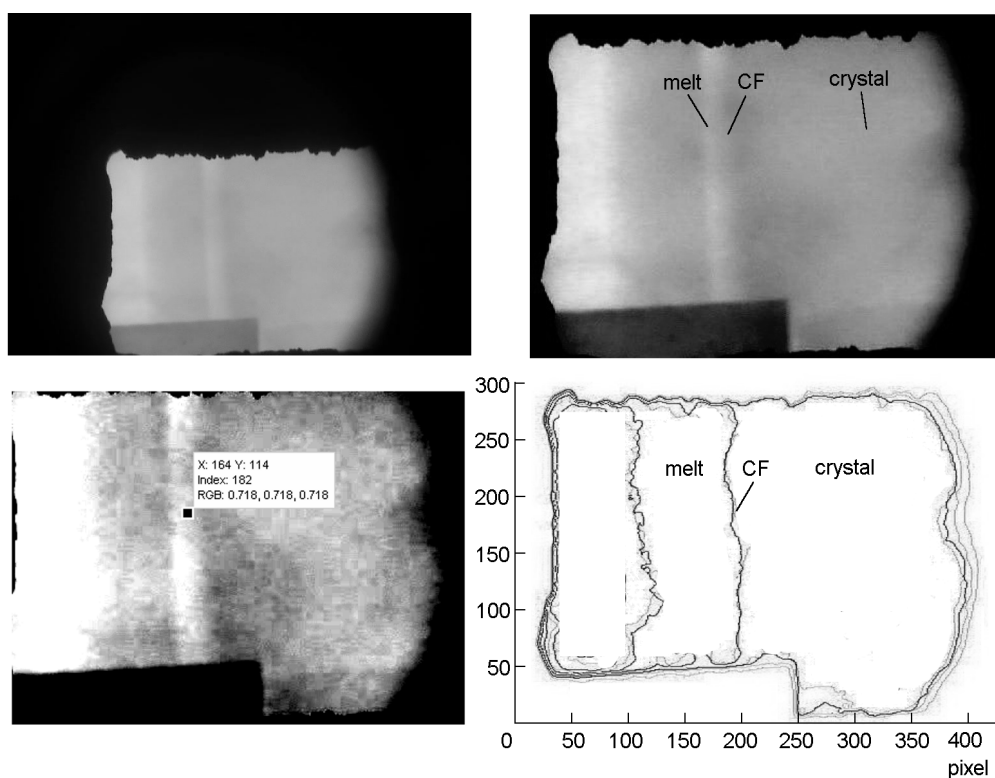 melt CF crystal
X: 164 Y: 114
Index: 182
RGB: 0.718, 0.718, 0.718
300
250
200
150
100
50
melt CF crystal
0 50 100 150 200 250 300 350 400
pixel